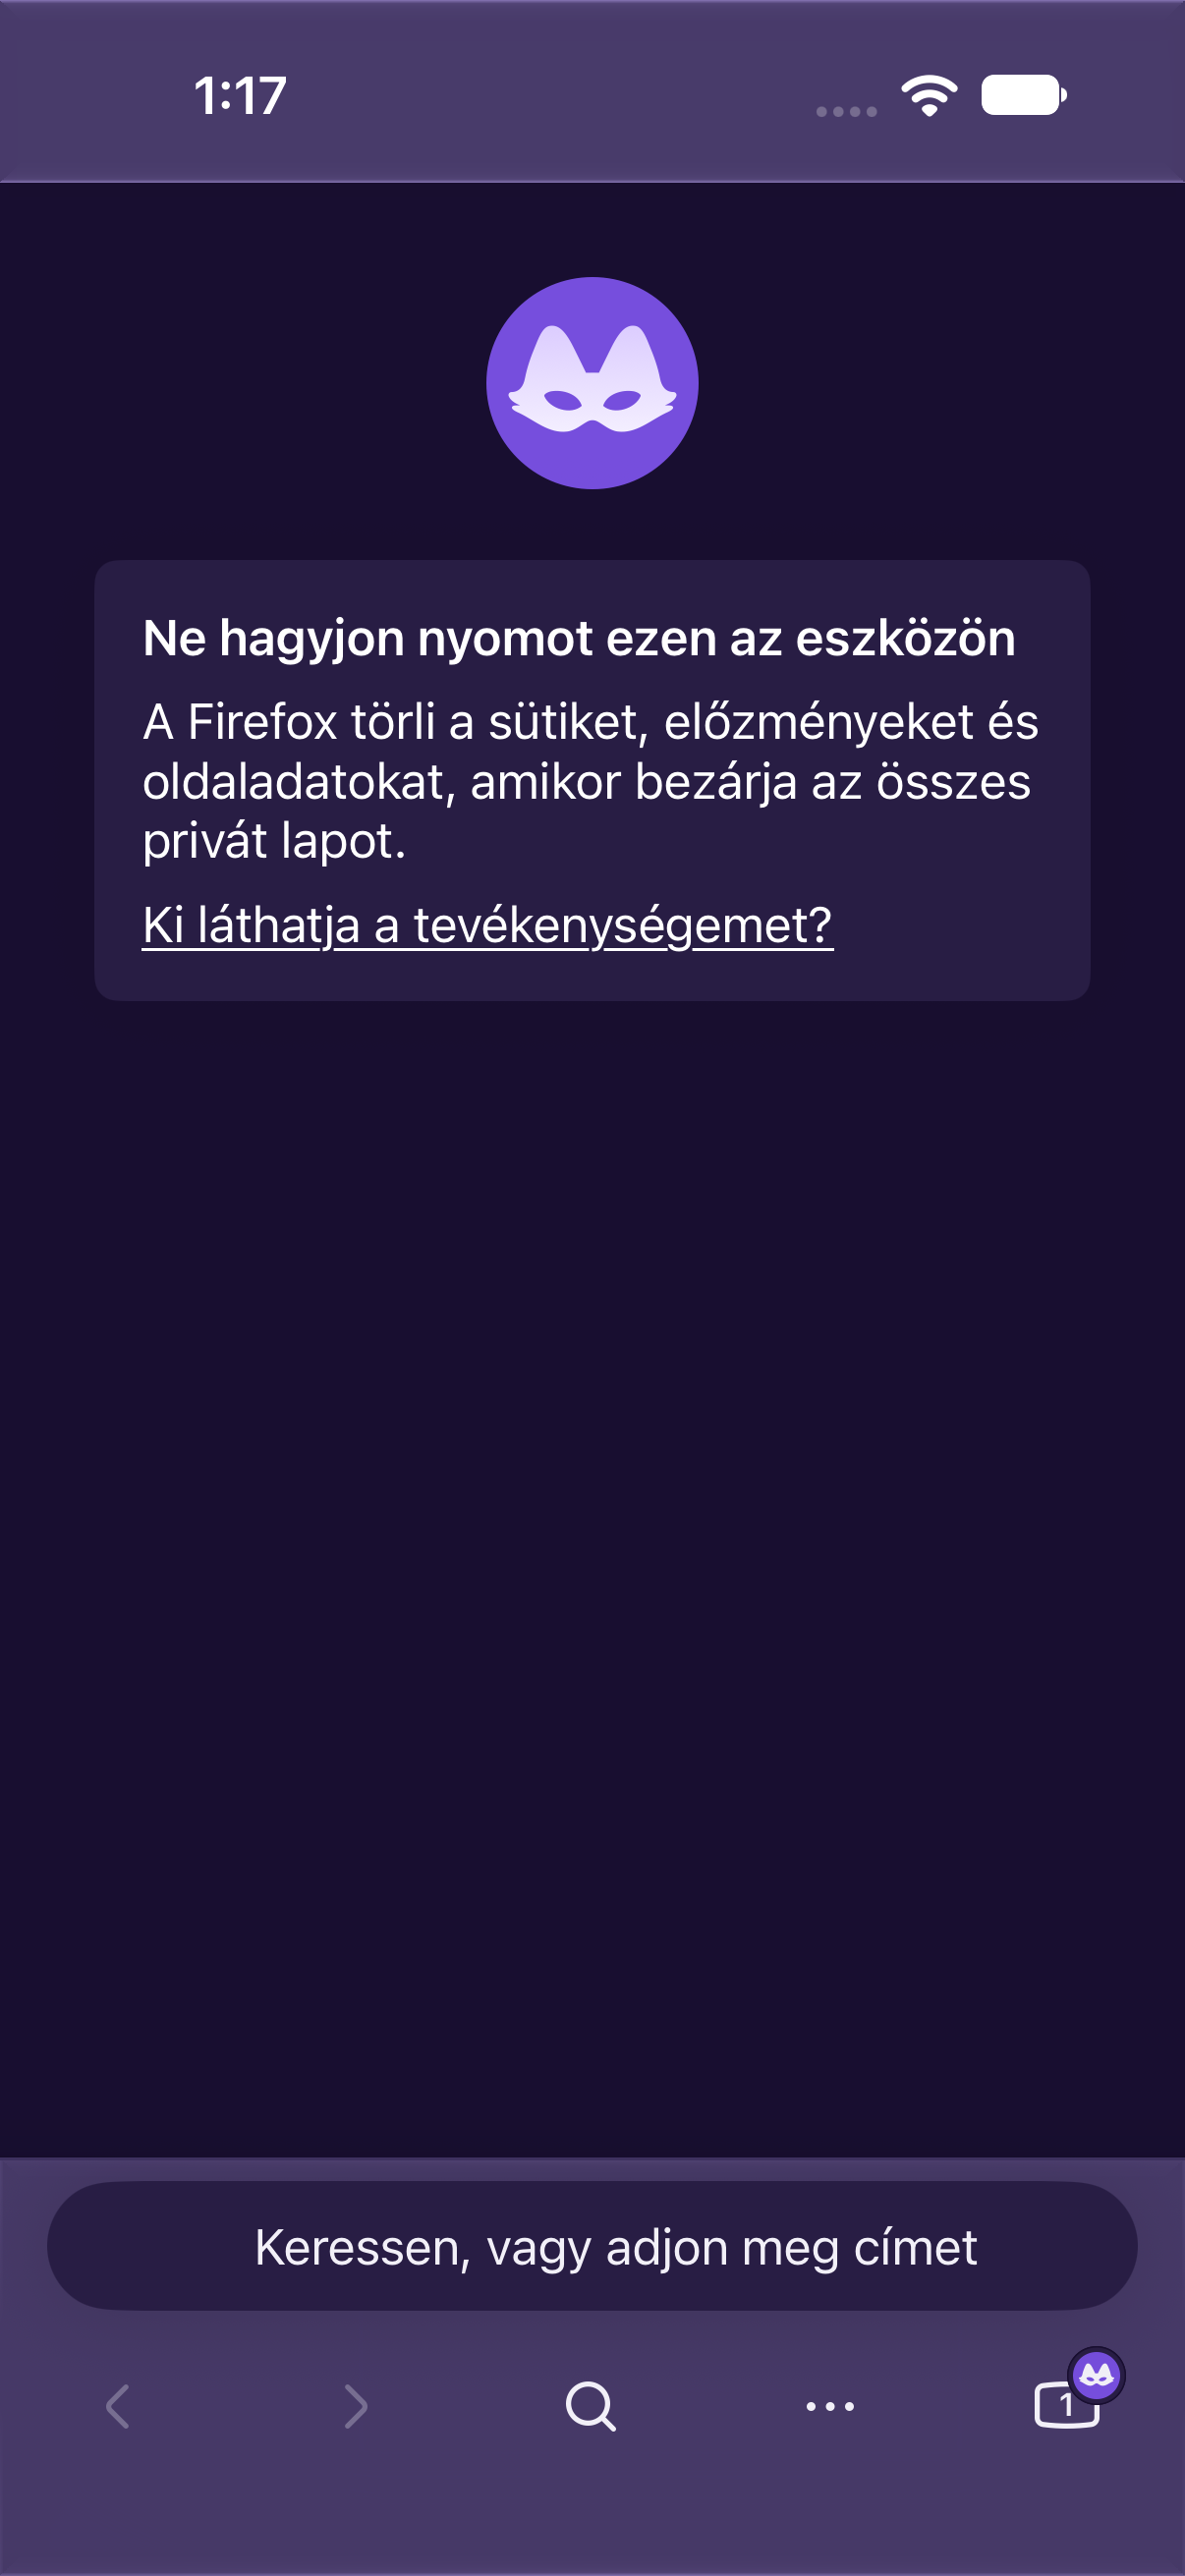 1:17
Ne hagyjon nyomot ezen az eszközön
A Firefox törli a sütiket, előzményeket és
oldaladatokat, amikor bezárja az összes
privát lapot.
Ki láthatja a tevékenységemet?
Keressen, vagy adjon meg címet
1